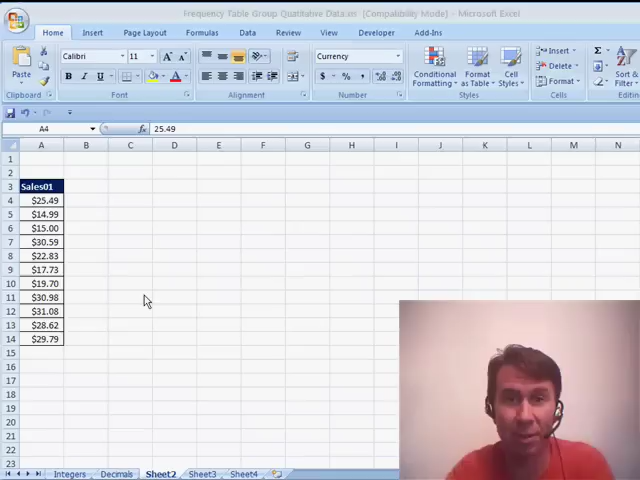 Frequency Table Group Quatitative Data.xls [Compatibility Mode] - Microsoft Excel
Home Insert Page Layout Formulas Data Review View Developer Add-Ins
Paste
Calibri 11 A A
B I U A
Currency
$ % ,
Conditional Formatting
Format as Table
Cell Styles
Insert
Delete
Format
Σ
Sort & Filter
Clipboard Font Alignment Number Styles Cells
A4 fx 25.49
A B C D E F G H I J K L M N
1
2
3 Sales01
4 $25.49
5 $14.99
6 $15.00
7 $30.59
8 $22.83
9 $17.73
10 $19.70
11 $30.98
12 $31.08
13 $28.62
14 $29.79
15
16
17
18
19
20
21
22
23
Integers Decimals Sheet2 Sheet3 Sheet4